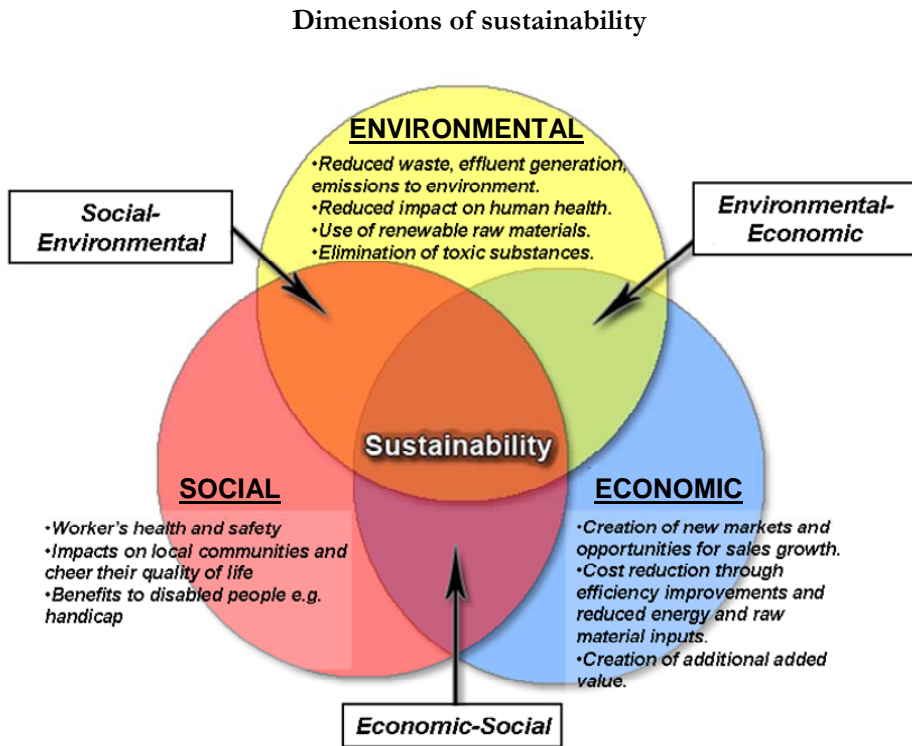 Dimensions of sustainability
ENVIRONMENTAL
•Reduced waste, effluent generation,
emissions to environment.
•Reduced impact on human health.
•Use of renewable raw materials.
•Elimination of toxic substances.
Social-
Environmental
Environmental-
Economic
Sustainability
SOCIAL
•Worker's health and safety
•Impacts on local communities and
cheer their quality of life
•Benefits to disabled people e.g.
handicap
ECONOMIC
•Creation of new markets and
opportunities for sales growth.
•Cost reduction through
efficiency improvements and
reduced energy and raw
material inputs.
•Creation of additional added
value.
Economic-Social